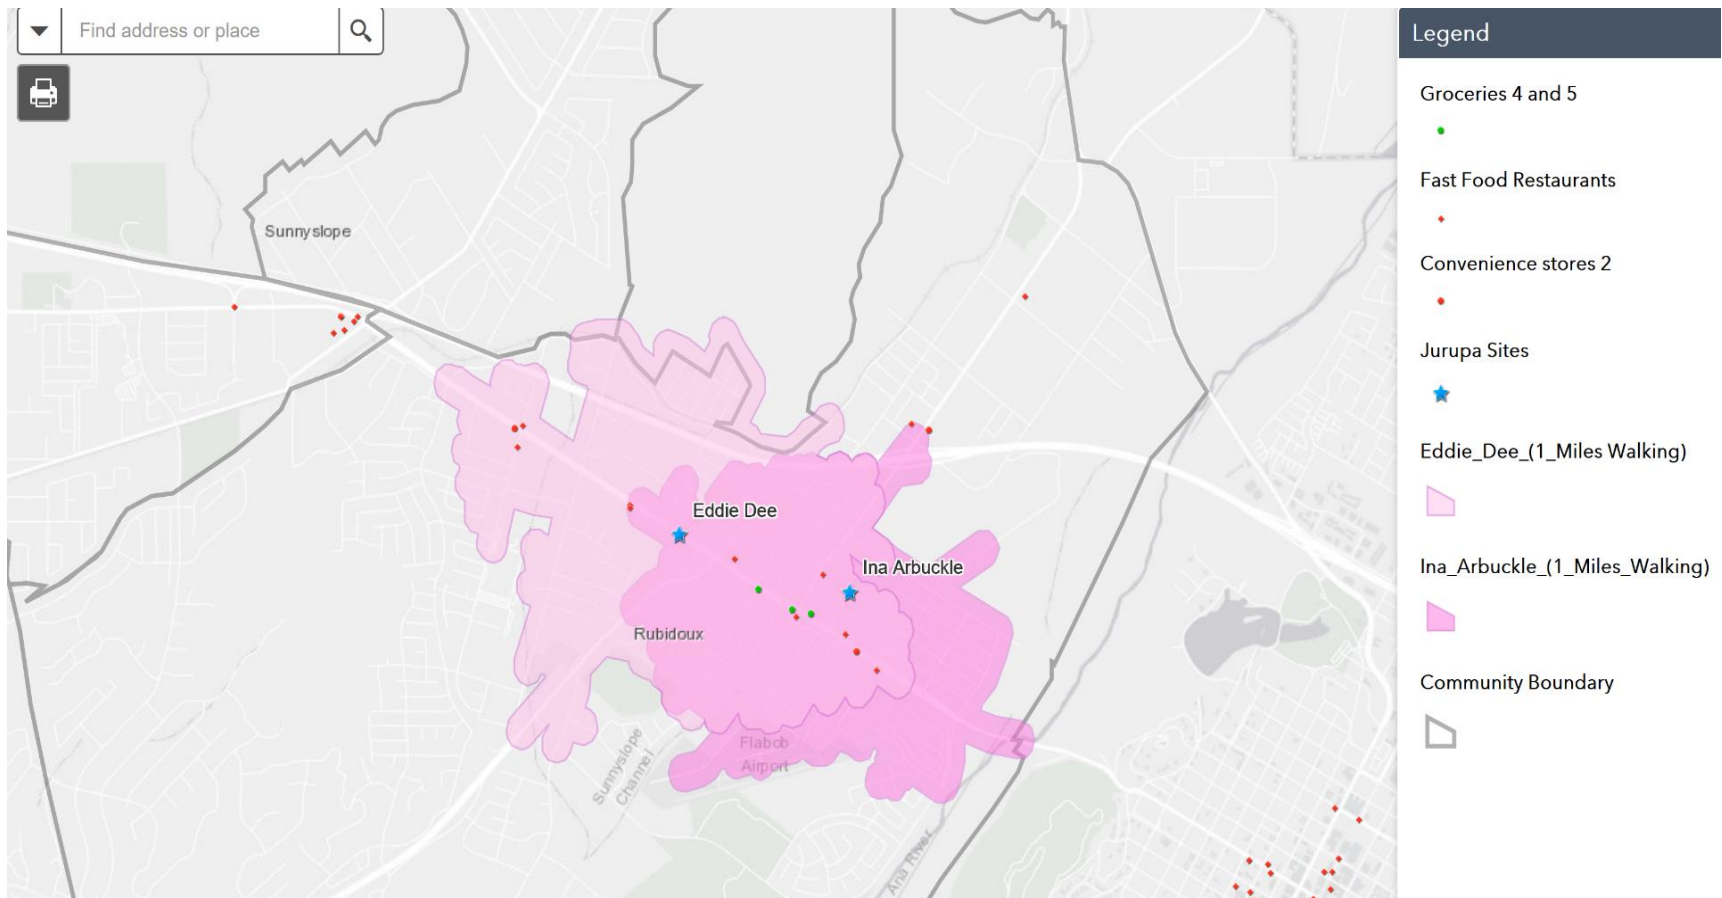 Find address or place
Sunnyslope
Eddie Dee
Ina Arbuckle
Rubidoux
Flabob
Airport
Sunnyslope
Channel
Ana River
Legend
Groceries 4 and 5
Fast Food Restaurants
Convenience stores 2
Jurupa Sites
Eddie_Dee_(1_Miles Walking)
Ina_Arbuckle_(1_Miles_Walking)
Community Boundary